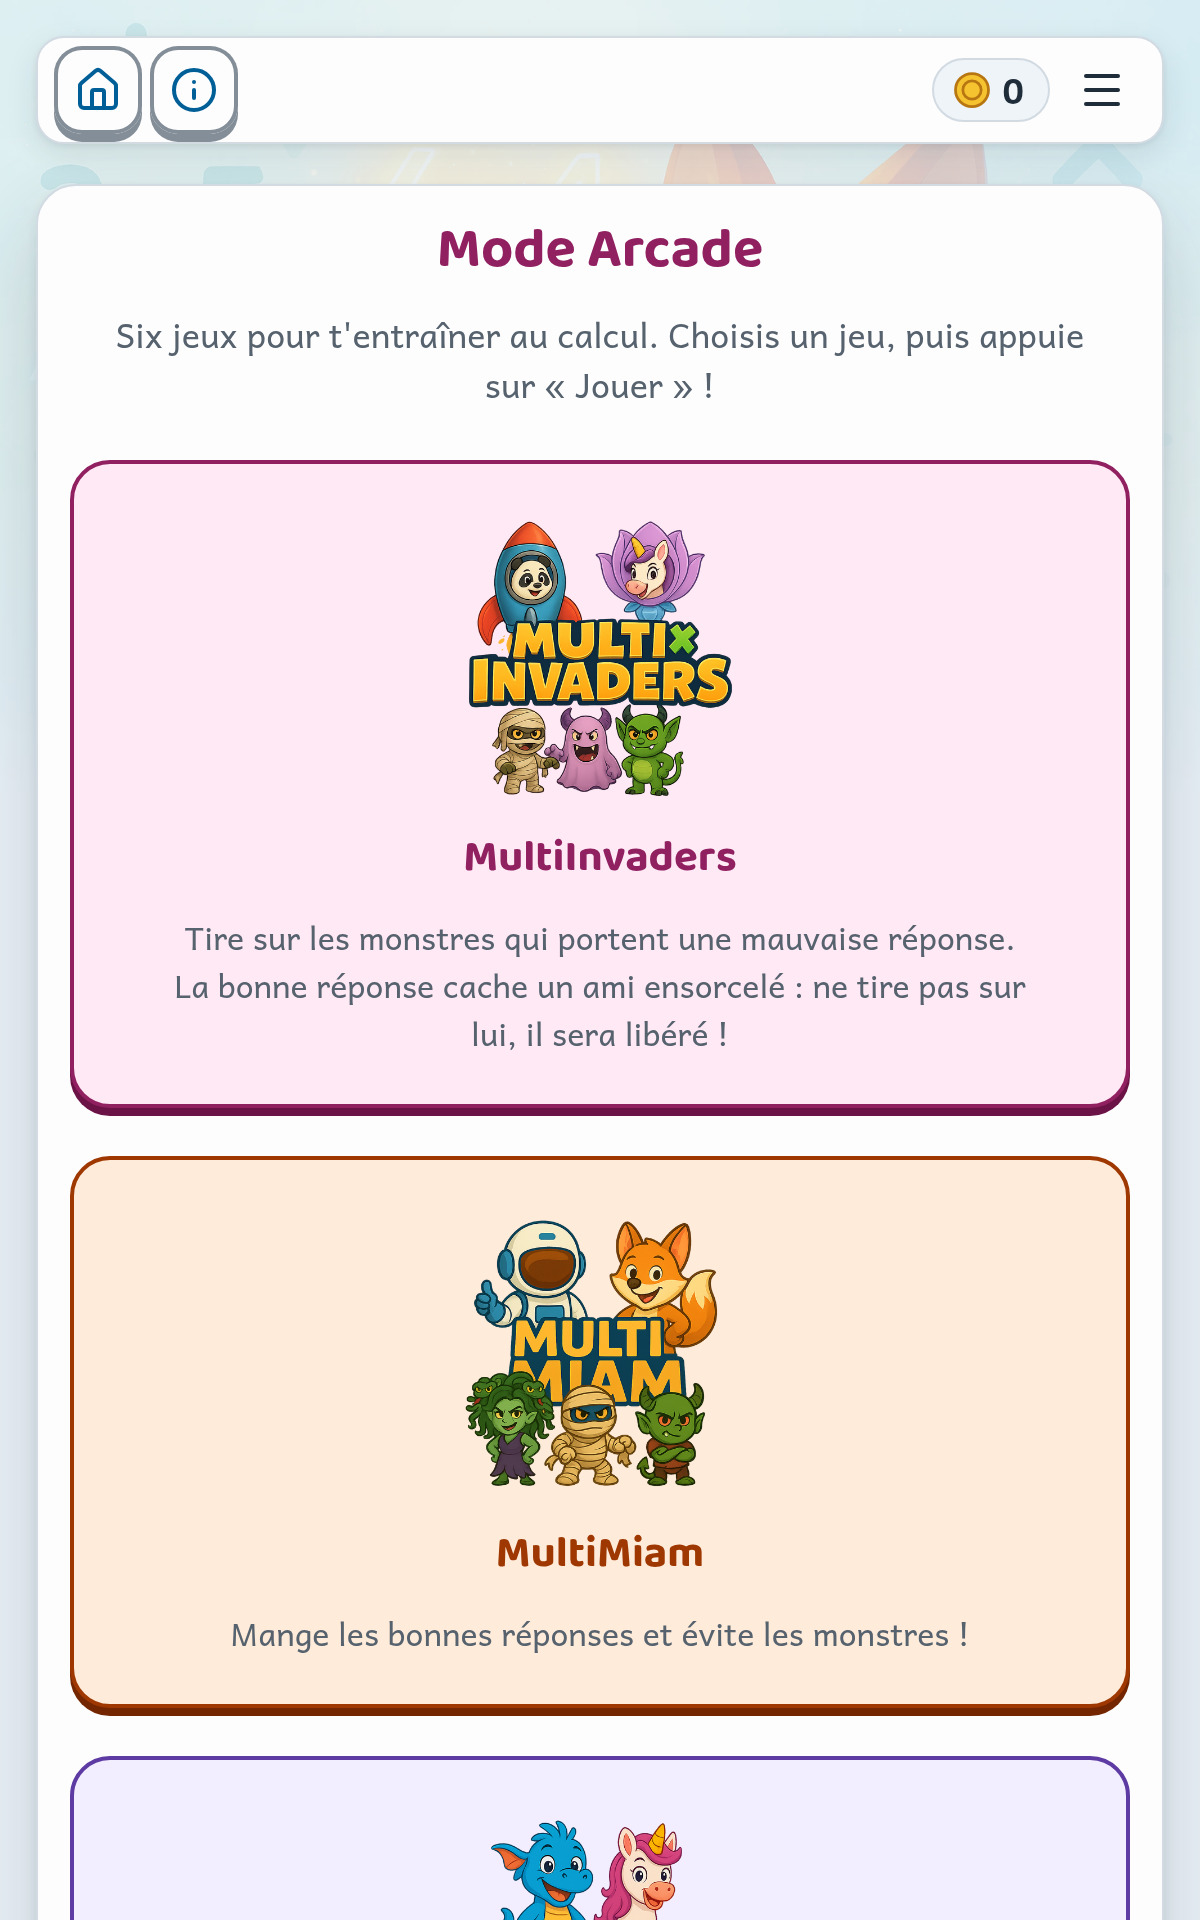 0
Mode Arcade
Six jeux pour t'entraîner au calcul. Choisis un jeu, puis appuie
sur « Jouer » !
MULTI×
INVADERS
MultiInvaders
Tire sur les monstres qui portent une mauvaise réponse.
La bonne réponse cache un ami ensorcelé : ne tire pas sur
lui, il sera libéré !
MULTI
MIAM
MultiMiam
Mange les bonnes réponses et évite les monstres !